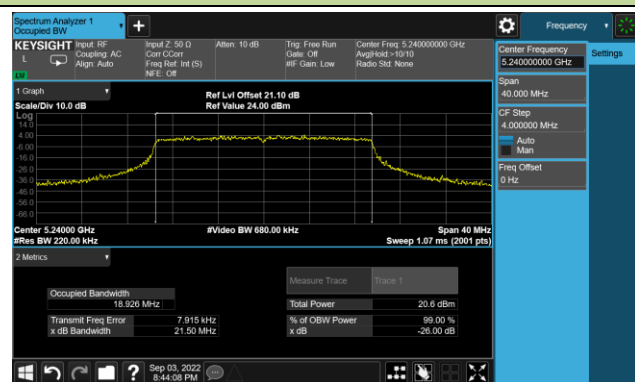 Spectrum Analyzer 1
Occupied BW
Frequency
KEYSIGHT
L
Input: RF
Coupling: AC
Align: Auto
Input Z: 50 Ω
Corr CCorr
Freq Ref: Int (S)
NFE: Off
Atten: 10 dB
Trig: Free Run
Gate: Off
#IF Gain: Low
Center Freq: 5.240000000 GHz
Avg|Hold:>10/10
Radio Std: None
Center Frequency
5.240000000 GHz
Settings
Span
40.000 MHz
CF Step
4.000000 MHz
Auto
Man
Freq Offset
0 Hz
1 Graph
Scale/Div 10.0 dB
Ref Lvl Offset 21.10 dB
Ref Value 24.00 dBm
Log
14.0
4.00
-6.00
-16.0
-26.0
-36.0
-46.0
-56.0
-66.0
Center 5.24000 GHz
#Res BW 220.00 kHz
#Video BW 680.00 kHz
Span 40 MHz
Sweep 1.07 ms (2001 pts)
2 Metrics
Measure Trace
Trace 1
Occupied Bandwidth
18.926 MHz
Total Power
20.6 dBm
Transmit Freq Error
7.915 kHz
% of OBW Power
99.00 %
x dB Bandwidth
21.50 MHz
x dB
-26.00 dB
?
Sep 03, 2022
8:44:08 PM